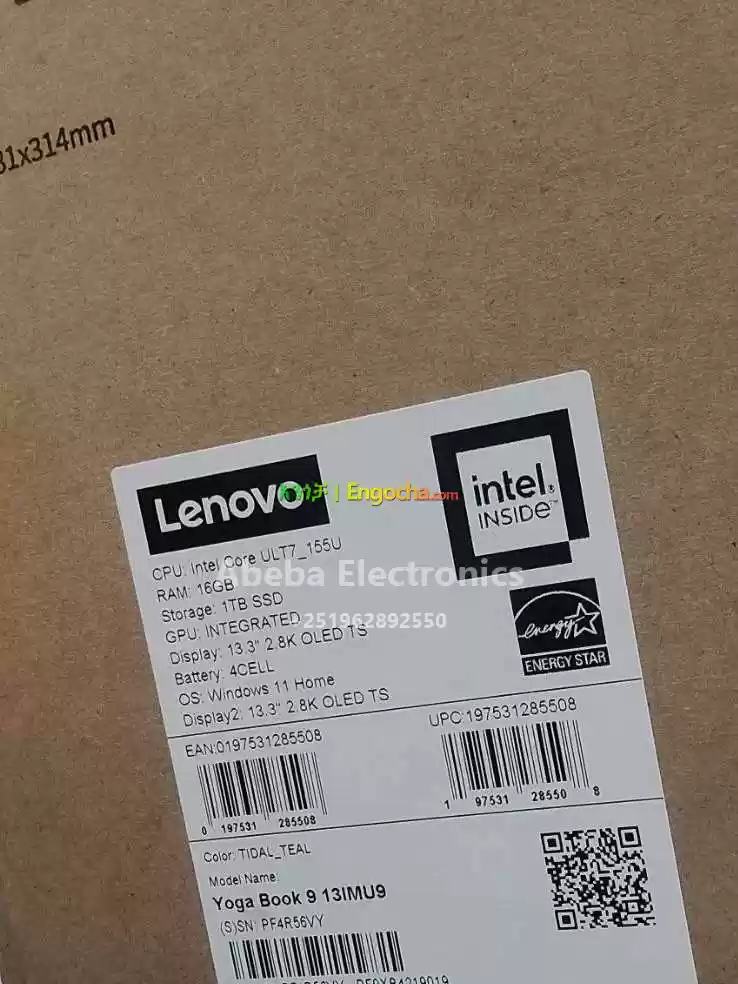 31x314mm
Lenovo
intel.
INSIDE™
Engocha.com
CPU: Intel Core ULT7_155U
RAM: 16GB
Storage: 1TB SSD
GPU: INTEGRATED
Display: 13.3" 2.8K OLED TS
Battery: 4CELL
OS: Windows 11 Home
Display2: 13.3" 2.8K OLED TS
Abeba Electronics
+251962892550
energy
ENERGY STAR
EAN:0197531285508
0 197531 285508
UPC:197531285508
1 97531 28550 8
Color: TIDAL_TEAL
Model Name:
Yoga Book 9 13IMU9
(S)SN: PF4R56VY